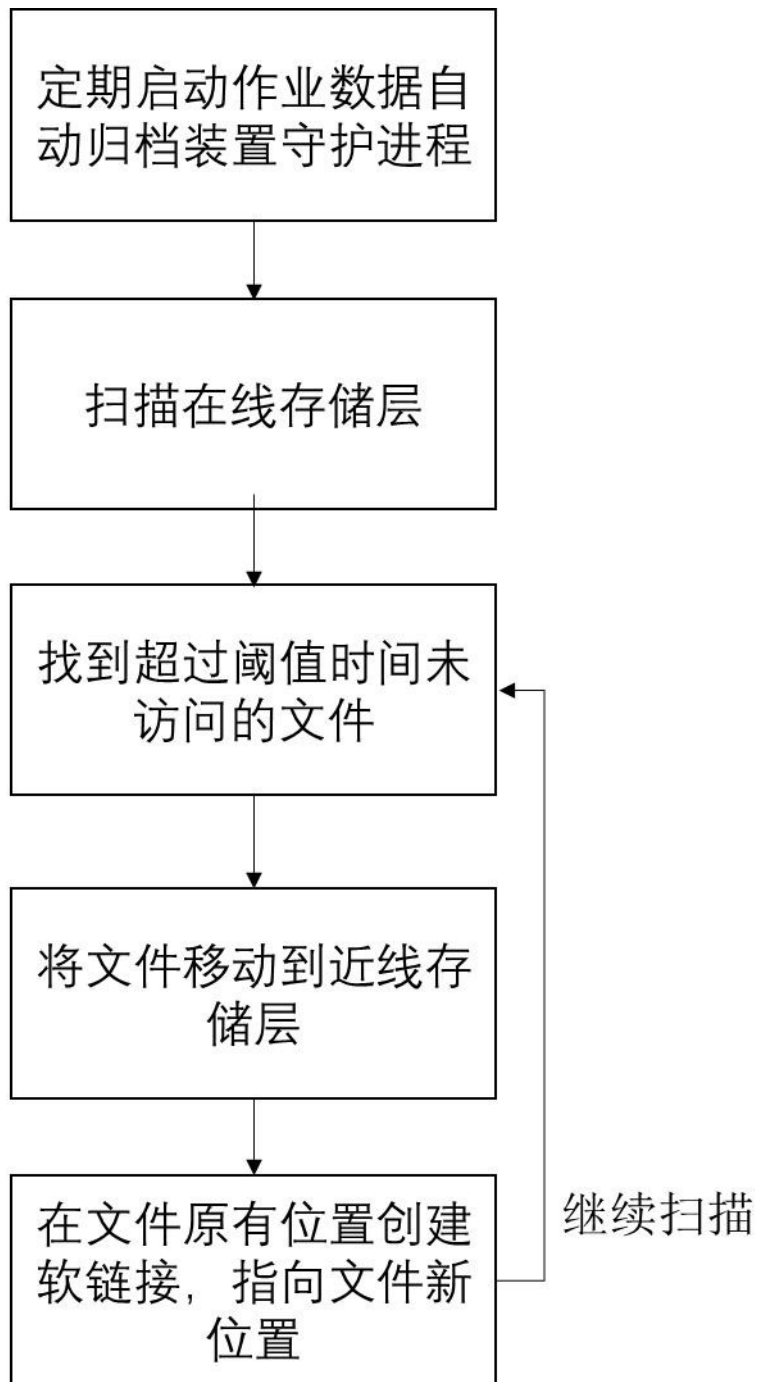 定期启动作业数据自
动归档装置守护进程
扫描在线存储层
找到超过阈值时间未
访问的文件
将文件移动到近线存
储层
在文件原有位置创建
软链接，指向文件新
位置
继续扫描